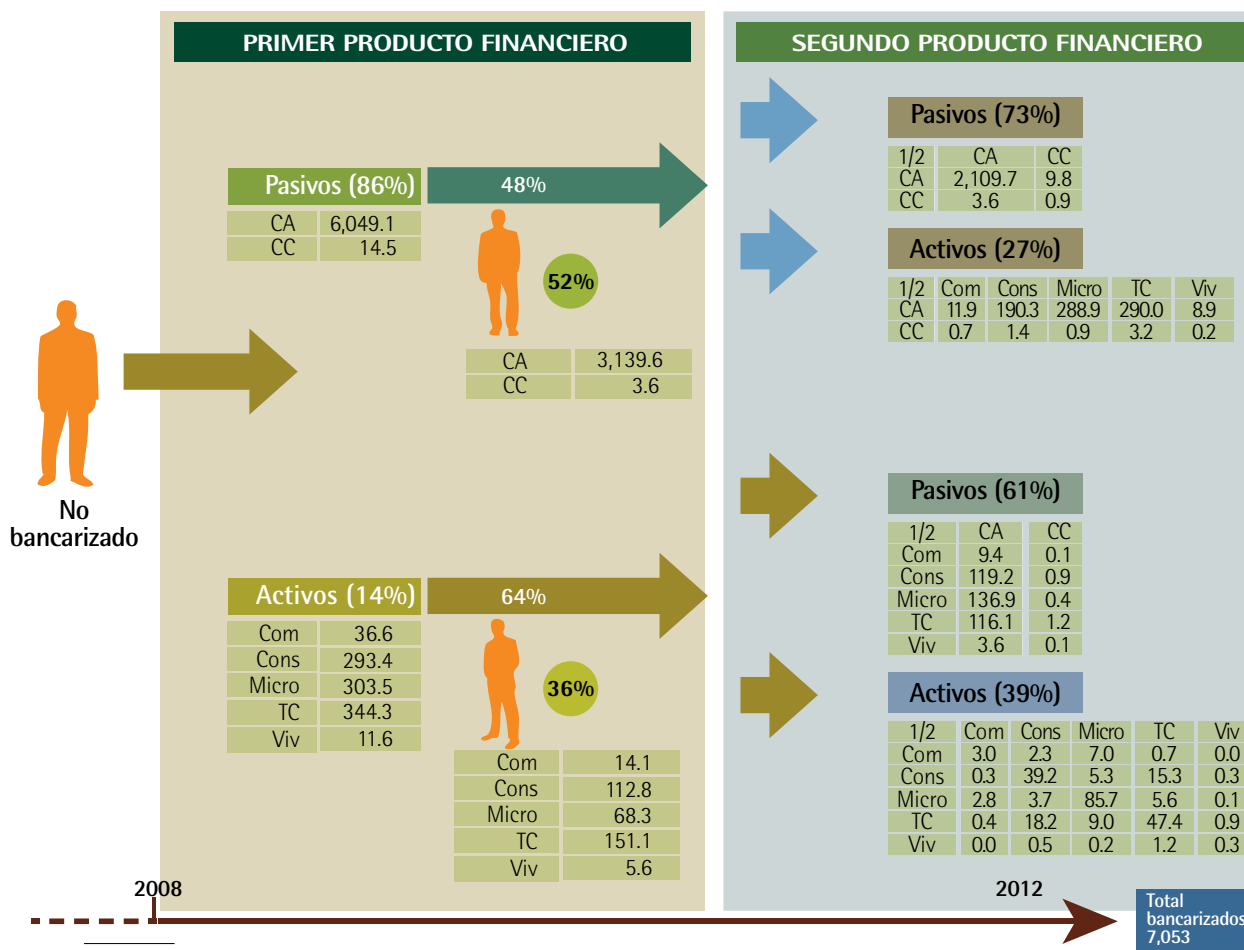 PRIMER PRODUCTO FINANCIERO
Pasivos (86%)
48%
CA 6,049.1
CC 14.5
52%
CA 3,139.6
CC 3.6
No
bancarizado
Activos (14%)
64%
Com 36.6
Cons 293.4
Micro 303.5
TC 344.3
Viv 11.6
36%
Com 14.1
Cons 112.8
Micro 68.3
TC 151.1
Viv 5.6
SEGUNDO PRODUCTO FINANCIERO
Pasivos (73%)
1/2 CA CC
CA 2,109.7 9.8
CC 3.6 0.9
Activos (27%)
1/2 Com Cons Micro TC Viv
CA 11.9 190.3 288.9 290.0 8.9
CC 0.7 1.4 0.9 3.2 0.2
Pasivos (61%)
1/2 CA CC
Com 9.4 0.1
Cons 119.2 0.9
Micro 136.9 0.4
TC 116.1 1.2
Viv 3.6 0.1
Activos (39%)
1/2 Com Cons Micro TC Viv
Com 3.0 2.3 7.0 0.7 0.0
Cons 0.3 39.2 5.3 15.3 0.3
Micro 2.8 3.7 85.7 5.6 0.1
TC 0.4 18.2 9.0 47.4 0.9
Viv 0.0 0.5 0.2 1.2 0.3
2008
2012
Total
bancarizados
7,053